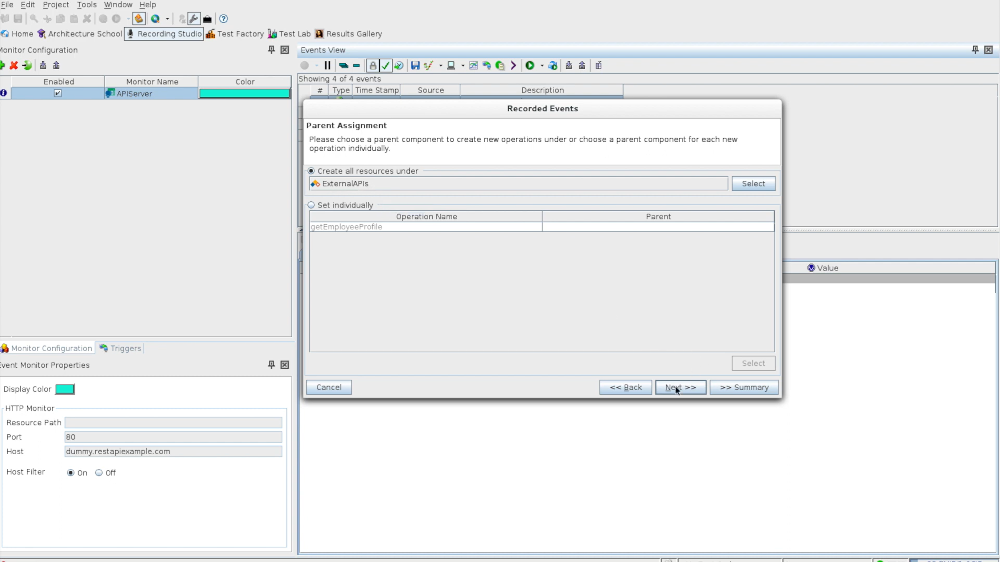 File Edit Project Tools Window Help
Home Architecture School Recording Studio Test Factory Test Lab Results Gallery
Monitor Configuration
Enabled Monitor Name Color
APIServer
Monitor Configuration Triggers
Event Monitor Properties
Display Color
HTTP Monitor
Resource Path
Port 80
Host dummy.restapiexample.com
Host Filter On Off
Events View
Showing 4 of 4 events
# Type Time Stamp Source Description
Recorded Events
Parent Assignment
Please choose a parent component to create new operations under or choose a parent component for each new
operation individually.
Create all resources under
ExternalAPIs Select
Set individually
Operation Name Parent
getEmployeeProfile
Select
Cancel << Back Next >> >> Summary
Value